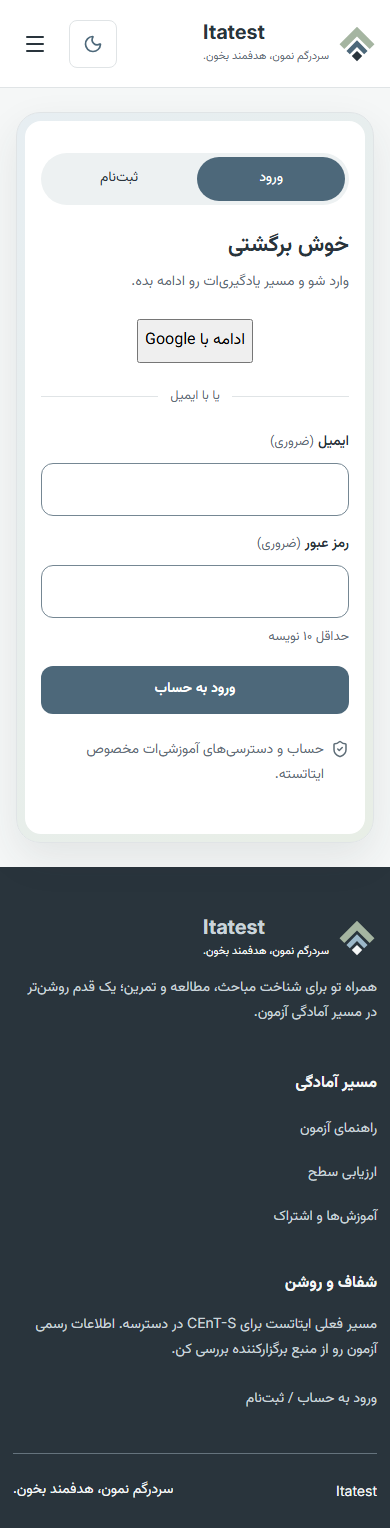 Itatest
سردرگم نمون، هدفمند بخون.
ورود
ثبت‌نام
خوش برگشتی
وارد شو و مسیر یادگیری‌ات رو ادامه بده.
ادامه با Google
یا با ایمیل
ایمیل (ضروری)
رمز عبور (ضروری)
حداقل ۱۰ نویسه
ورود به حساب
حساب و دسترسی‌های آموزشی‌ات مخصوص
ایتاتسته.
Itatest
سردرگم نمون، هدفمند بخون.
همراه تو برای شناخت مباحث، مطالعه و تمرین؛ یک قدم روشن‌تر
در مسیر آمادگی آزمون.
مسیر آمادگی
راهنمای آزمون
ارزیابی سطح
آموزش‌ها و اشتراک
شفاف و روشن
مسیر فعلی ایتاتست برای CEnT-S در دسترسه. اطلاعات رسمی
آزمون رو از منبع برگزارکننده بررسی کن.
ورود به حساب / ثبت‌نام
Itatest
سردرگم نمون، هدفمند بخون.